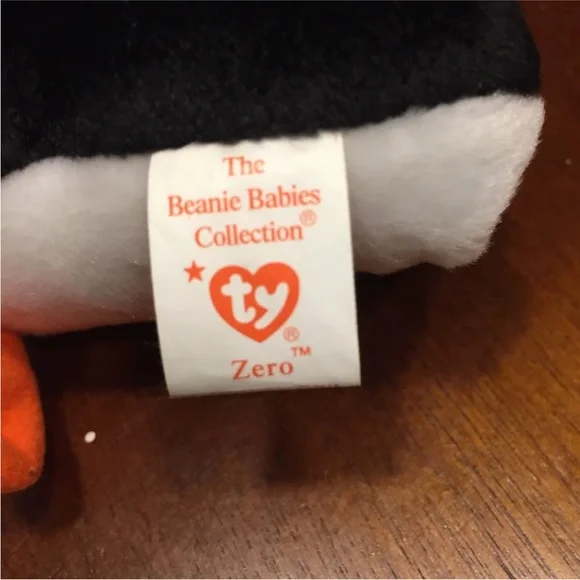 The
Beanie Babies
Collection®
★ ty ®
Zero™